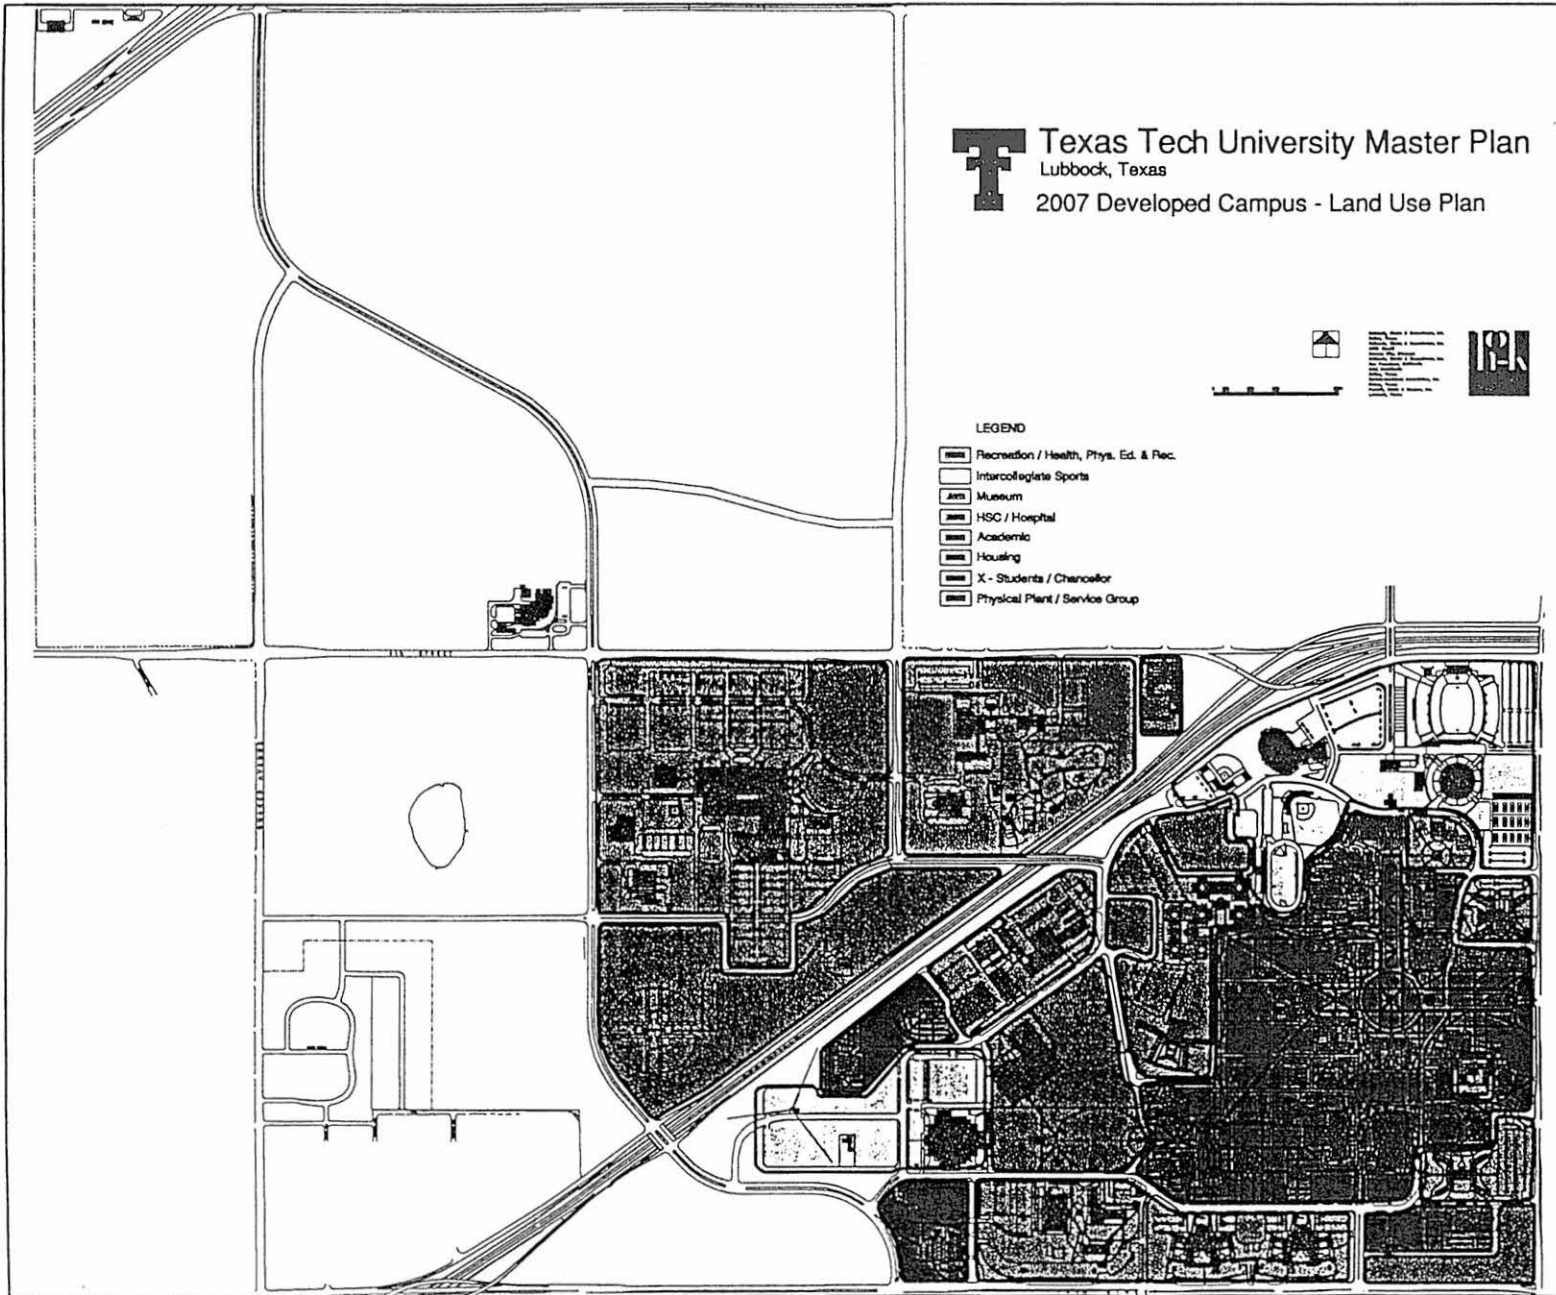 Texas Tech University Master Plan
Lubbock, Texas
2007 Developed Campus - Land Use Plan
LEGEND
Recreation / Health, Phys. Ed. & Rec.
Intercollegiate Sports
Museum
HSC / Hospital
Academic
Housing
X - Students / Chancellor
Physical Plant / Service Group